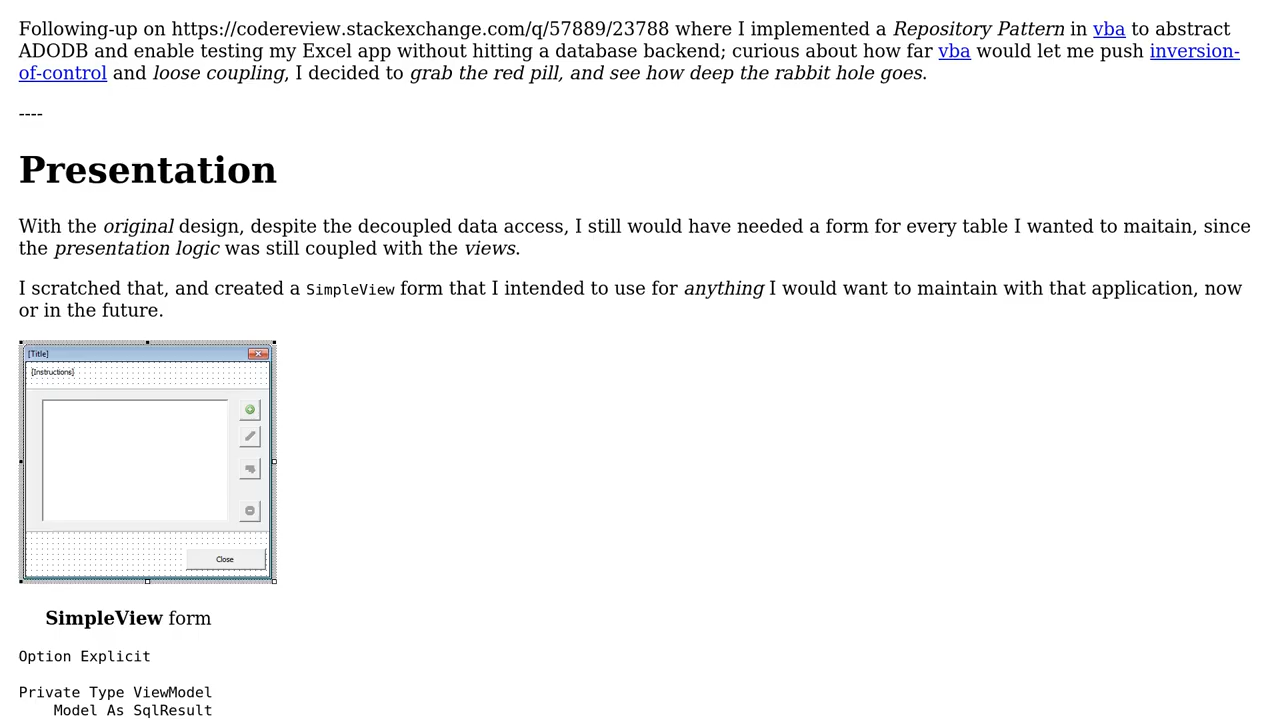 Following-up on https://codereview.stackexchange.com/q/57889/23788 where I implemented a Repository Pattern in vba to abstract
ADODB and enable testing my Excel app without hitting a database backend; curious about how far vba would let me push inversion-
of-control and loose coupling, I decided to grab the red pill, and see how deep the rabbit hole goes.
----
Presentation
With the original design, despite the decoupled data access, I still would have needed a form for every table I wanted to maitain, since
the presentation logic was still coupled with the views.
I scratched that, and created a SimpleView form that I intended to use for anything I would want to maintain with that application, now
or in the future.
[Title]
[Instructions]
Close
SimpleView form
Option Explicit
Private Type ViewModel
Model As SqlResult